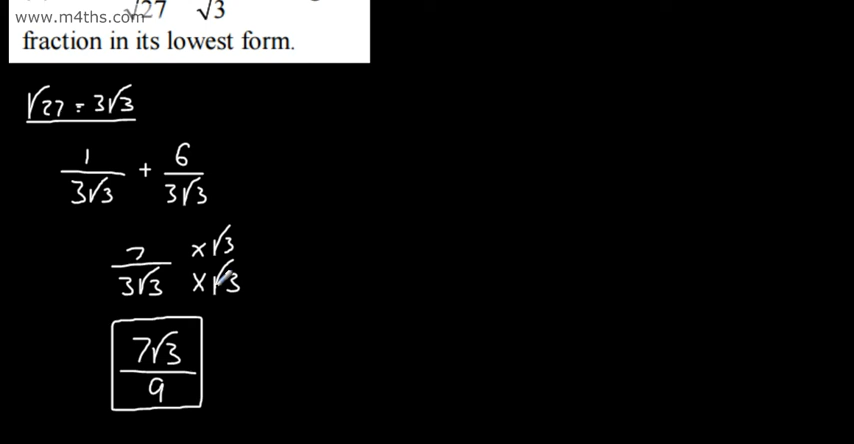 www.m4ths.com
√27 √3
fraction in its lowest form.
√27 = 3√3
1 + 6
3√3 3√3
7 ×√3
3√3 ×√3
7√3
9